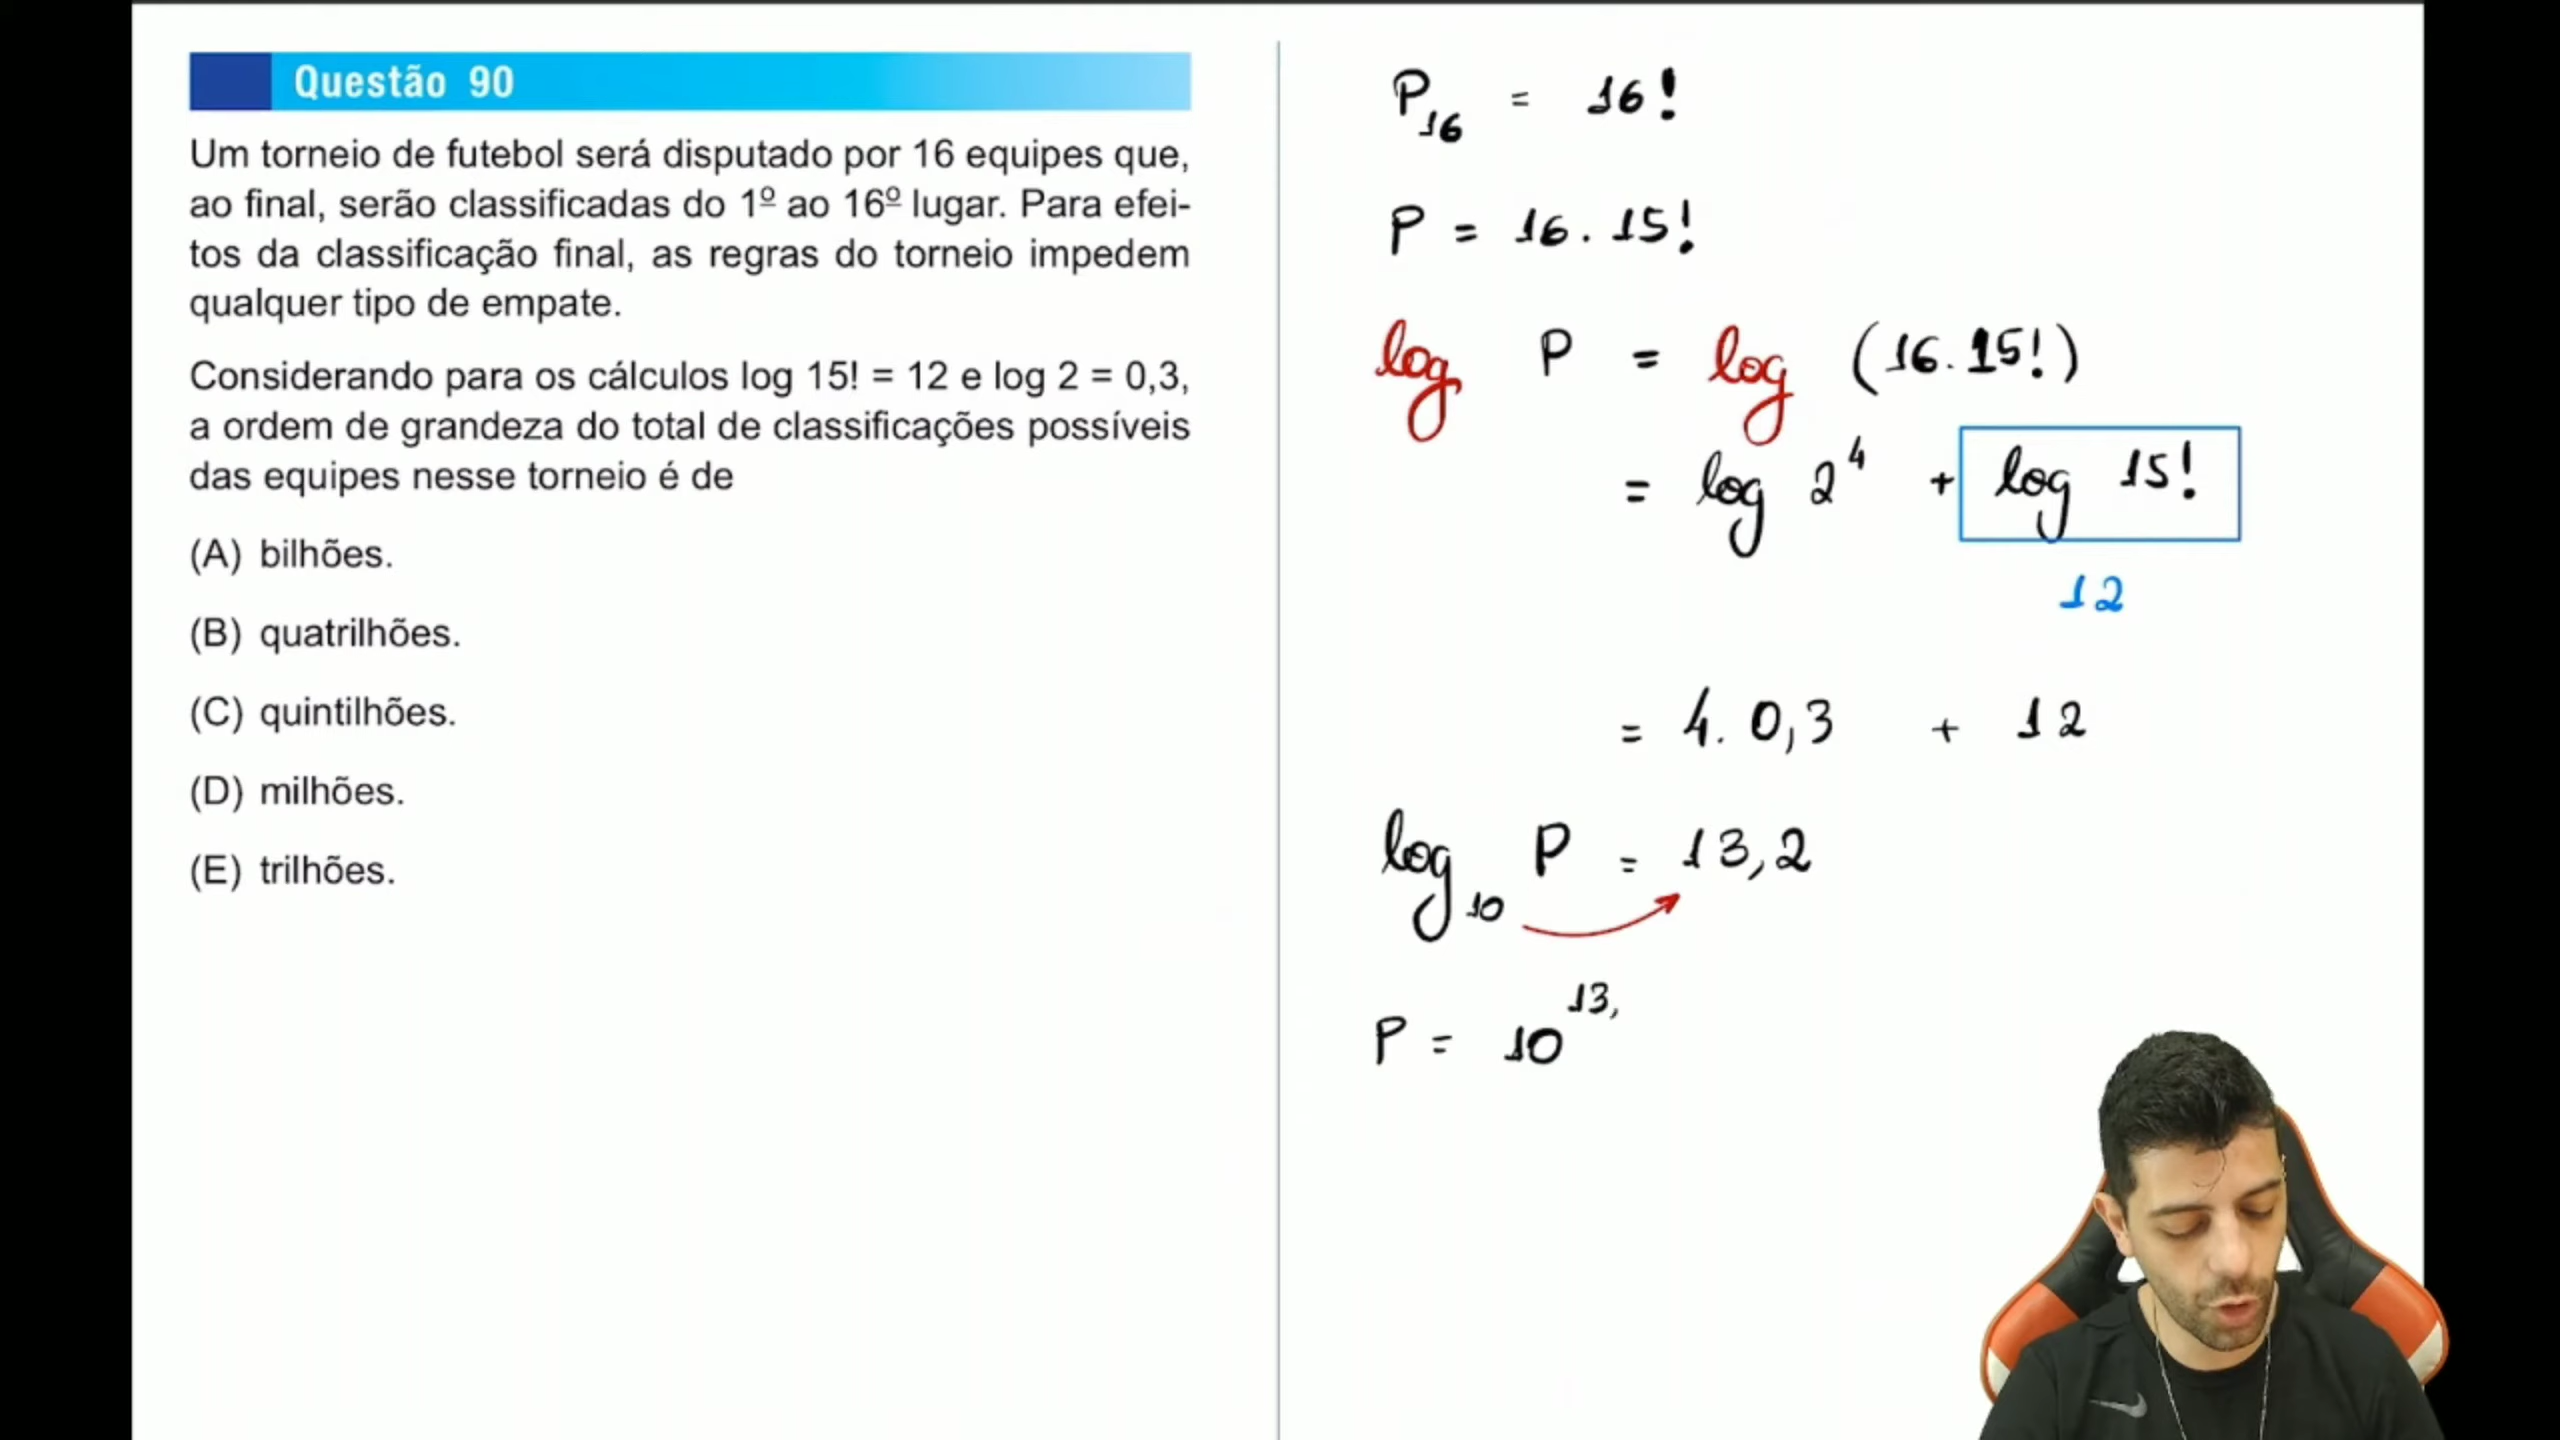 Questão 90
Um torneio de futebol será disputado por 16 equipes que,
ao final, serão classificadas do 1º ao 16º lugar. Para efei-
tos da classificação final, as regras do torneio impedem
qualquer tipo de empate.
Considerando para os cálculos log 15! = 12 e log 2 = 0,3,
a ordem de grandeza do total de classificações possíveis
das equipes nesse torneio é de
(A) bilhões.
(B) quatrilhões.
(C) quintilhões.
(D) milhões.
(E) trilhões.
P₁₆ = 16!
P = 16. 15!
log P = log (16. 15!)
= log 2⁴ + log 15!
12
= 4. 0,3 + 12
log₁₀ P = 13,2
P = 10¹³,